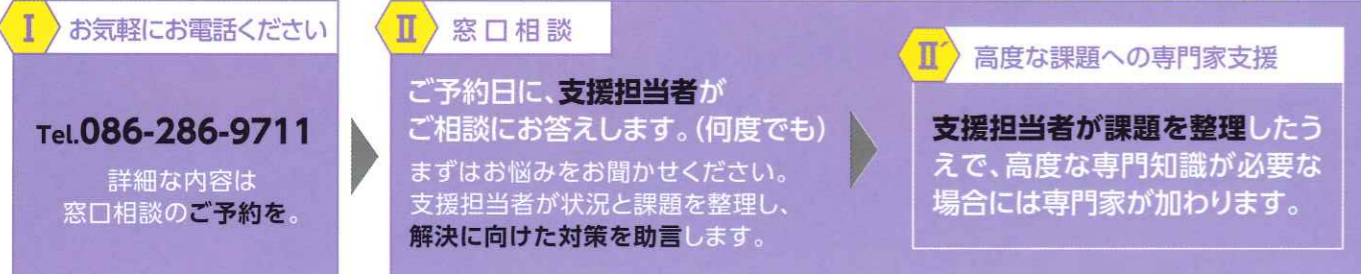 I お気軽にお電話ください
Tel.086-286-9711
詳細な内容は
窓口相談のご予約を。
II 窓口相談
ご予約日に、支援担当者が
ご相談にお答えします。(何度でも)
まずはお悩みをお聞かせください。
支援担当者が状況と課題を整理し、
解決に向けた対策を助言します。
II´ 高度な課題への専門家支援
支援担当者が課題を整理したう
えで、高度な専門知識が必要な
場合には専門家が加わります。